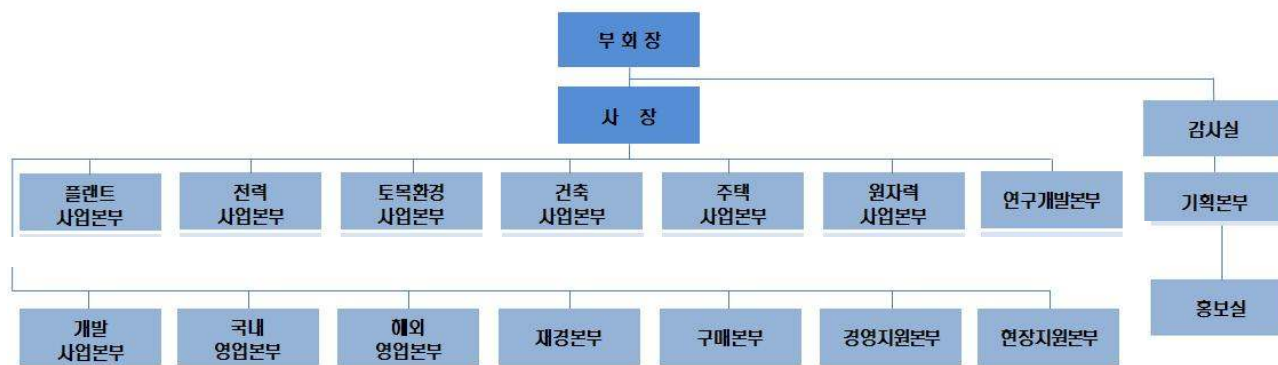 부 회 장
사 장
감사실
플랜트
사업본부
전력
사업본부
토목환경
사업본부
건축
사업본부
주택
사업본부
원자력
사업본부
연구개발본부
기획본부
개발
사업본부
국내
영업본부
해외
영업본부
재경본부
구매본부
경영지원본부
현장지원본부
홍보실